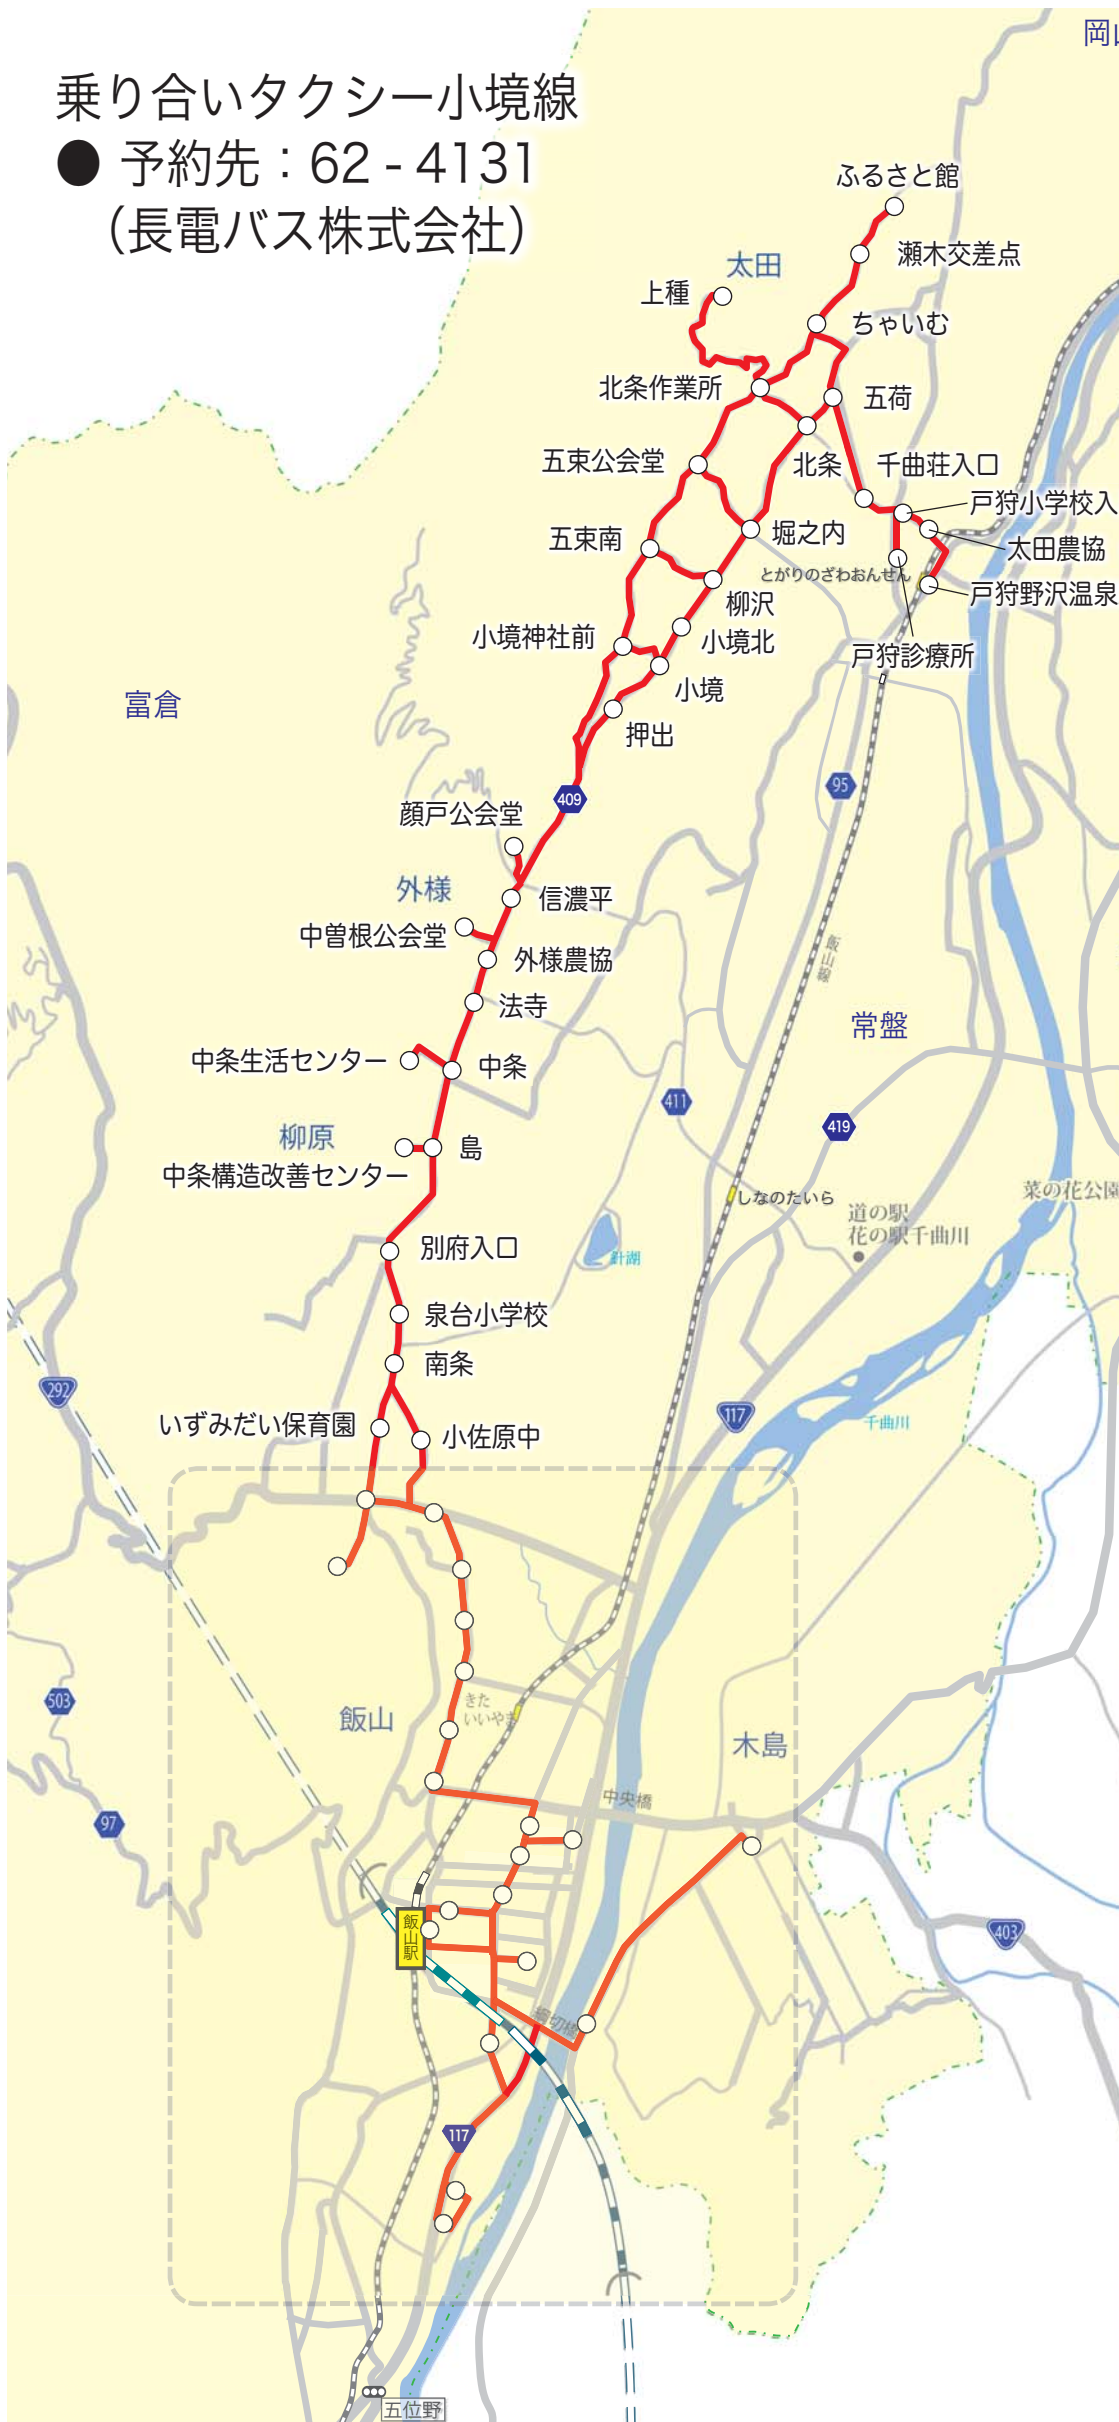 乗り合いタクシー小境線
● 予約先：62 - 4131
（長電バス株式会社）
ふるさと館
瀬木交差点
太田
上種
ちゃいむ
北条作業所
五荷
五束公会堂
北条
千曲荘入口
戸狩小学校入
五束南
堀之内
太田農協
とがりのざわおんせん
戸狩野沢温泉
柳沢
小境神社前
小境北
戸狩診療所
小境
富倉
押出
95
409
顔戸公会堂
外様
信濃平
中曽根公会堂
外様農協
飯山線
法寺
常盤
中条生活センター
中条
411
419
柳原
島
中条構造改善センター
しなのたいら
菜の花公園
道の駅
花の駅千曲川
別府入口
針湖
泉台小学校
南条
292
117
千曲川
いずみだい保育園
小佐原中
503
きた
いいやま
飯山
木島
中央橋
97
飯山駅
403
綱切橋
117
五位野